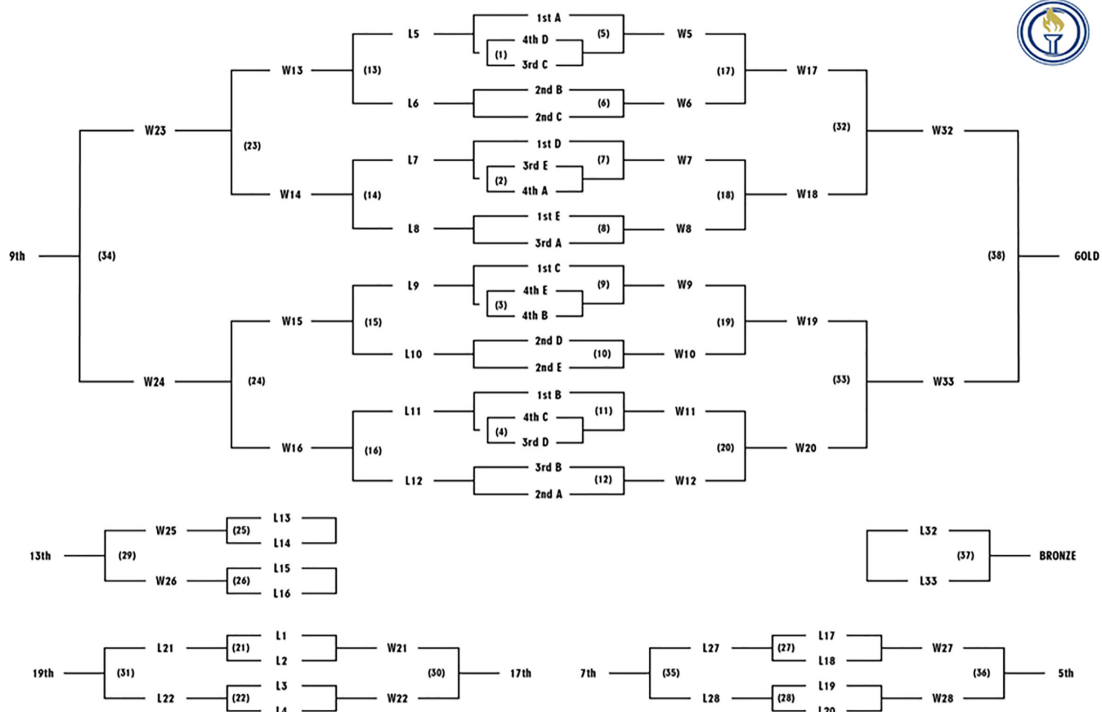 1st A
L5 (5) W5
4th D
(1)
3rd C
W13 (13) (17) W17
2nd B
L6 (6) W6
2nd C
W23 (32) W32
(23)
1st D
L7 (7) W7
3rd E
(2)
4th A
W14 (14) (18) W18
1st E
L8 (8) W8
3rd A
9th (34) (38) GOLD
1st C
L9 (9) W9
4th E
(3)
4th B
W15 (15) (19) W19
2nd D
L10 (10) W10
2nd E
W24 (24) (33) W33
1st B
L11 (11) W11
4th C
(4)
3rd D
W16 (16) (20) W20
3rd B
L12 (12) W12
2nd A
L13
W25 (25)
L14
13th (29)
L15
W26 (26)
L16
L32
(37) BRONZE
L33
L1
L21 (21) W21
L2
19th (31) (30) 17th
L3
L22 (22) W22
L4
L17
L27 (27) W27
L18
7th (35) (36) 5th
L19
L28 (28) W28
L20